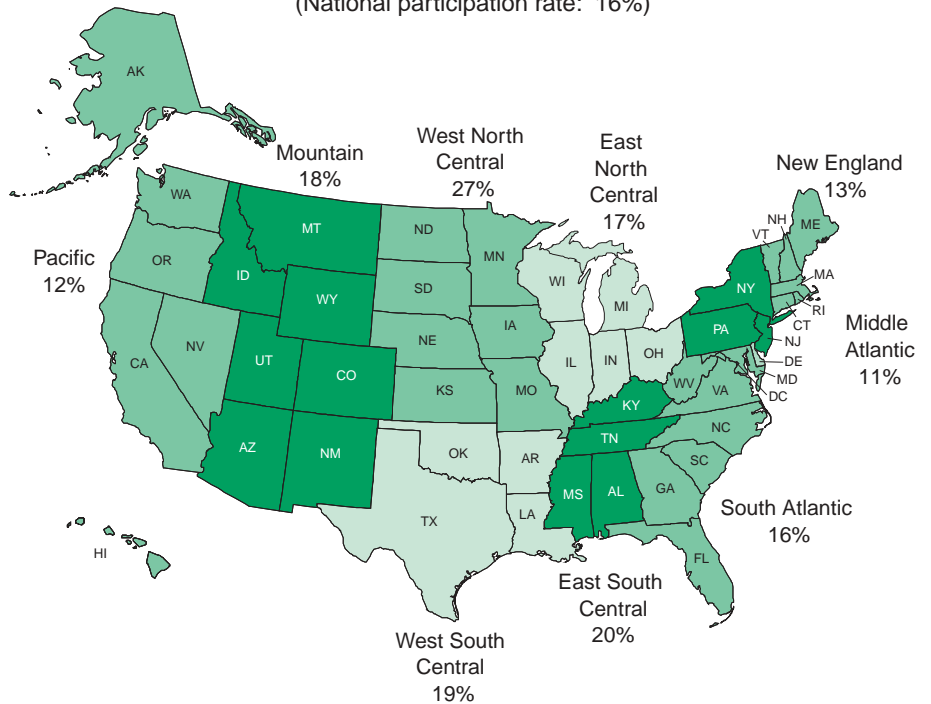 (National participation rate: 16%)
AK
Mountain
18%
West North
Central
27%
East
North
Central
17%
New England
13%
Pacific
12%
WA
OR
CA
NV
ID
MT
WY
UT
CO
AZ
NM
ND
SD
NE
KS
MN
IA
MO
WI
MI
IL
IN
OH
OK
AR
TX
LA
KY
TN
MS
AL
WV
VA
NC
SC
GA
FL
NY
PA
NH
VT
ME
MA
RI
CT
NJ
DE
MD
DC
Middle
Atlantic
11%
South Atlantic
16%
East South
Central
20%
West South
Central
19%
HI